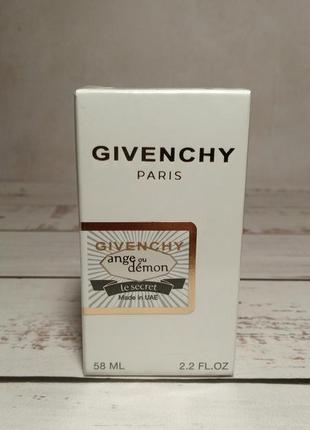 GIVENCHY
PARIS
GIVENCHY
ange ou
démon
le secret
Made in UAE
58 ML 2.2 FL.OZ